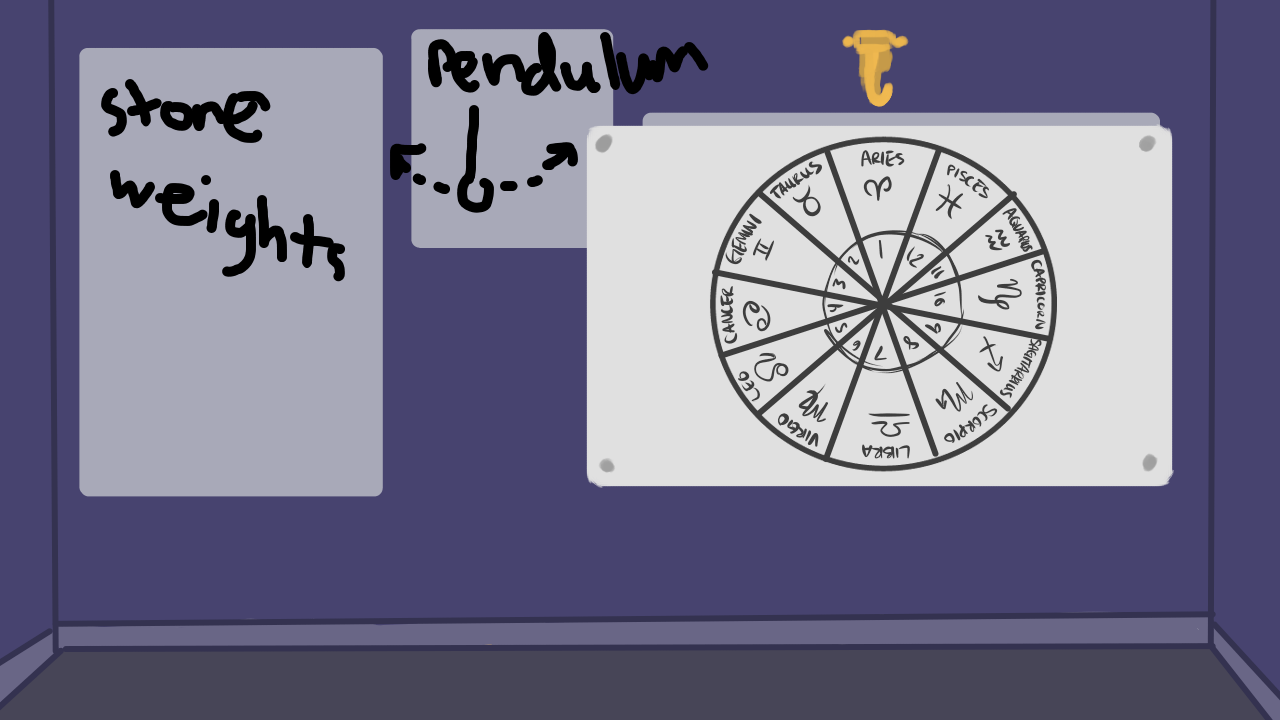 stone
weights
Pendulum
ARIES
PISCES
AQUARIUS
CAPRICORN
SAGITARIUS
SCORPIO
LIBRA
VIRGO
LEO
CANCER
GEMINI
TAURUS
1
12
11
10
9
8
7
6
5
4
3
2